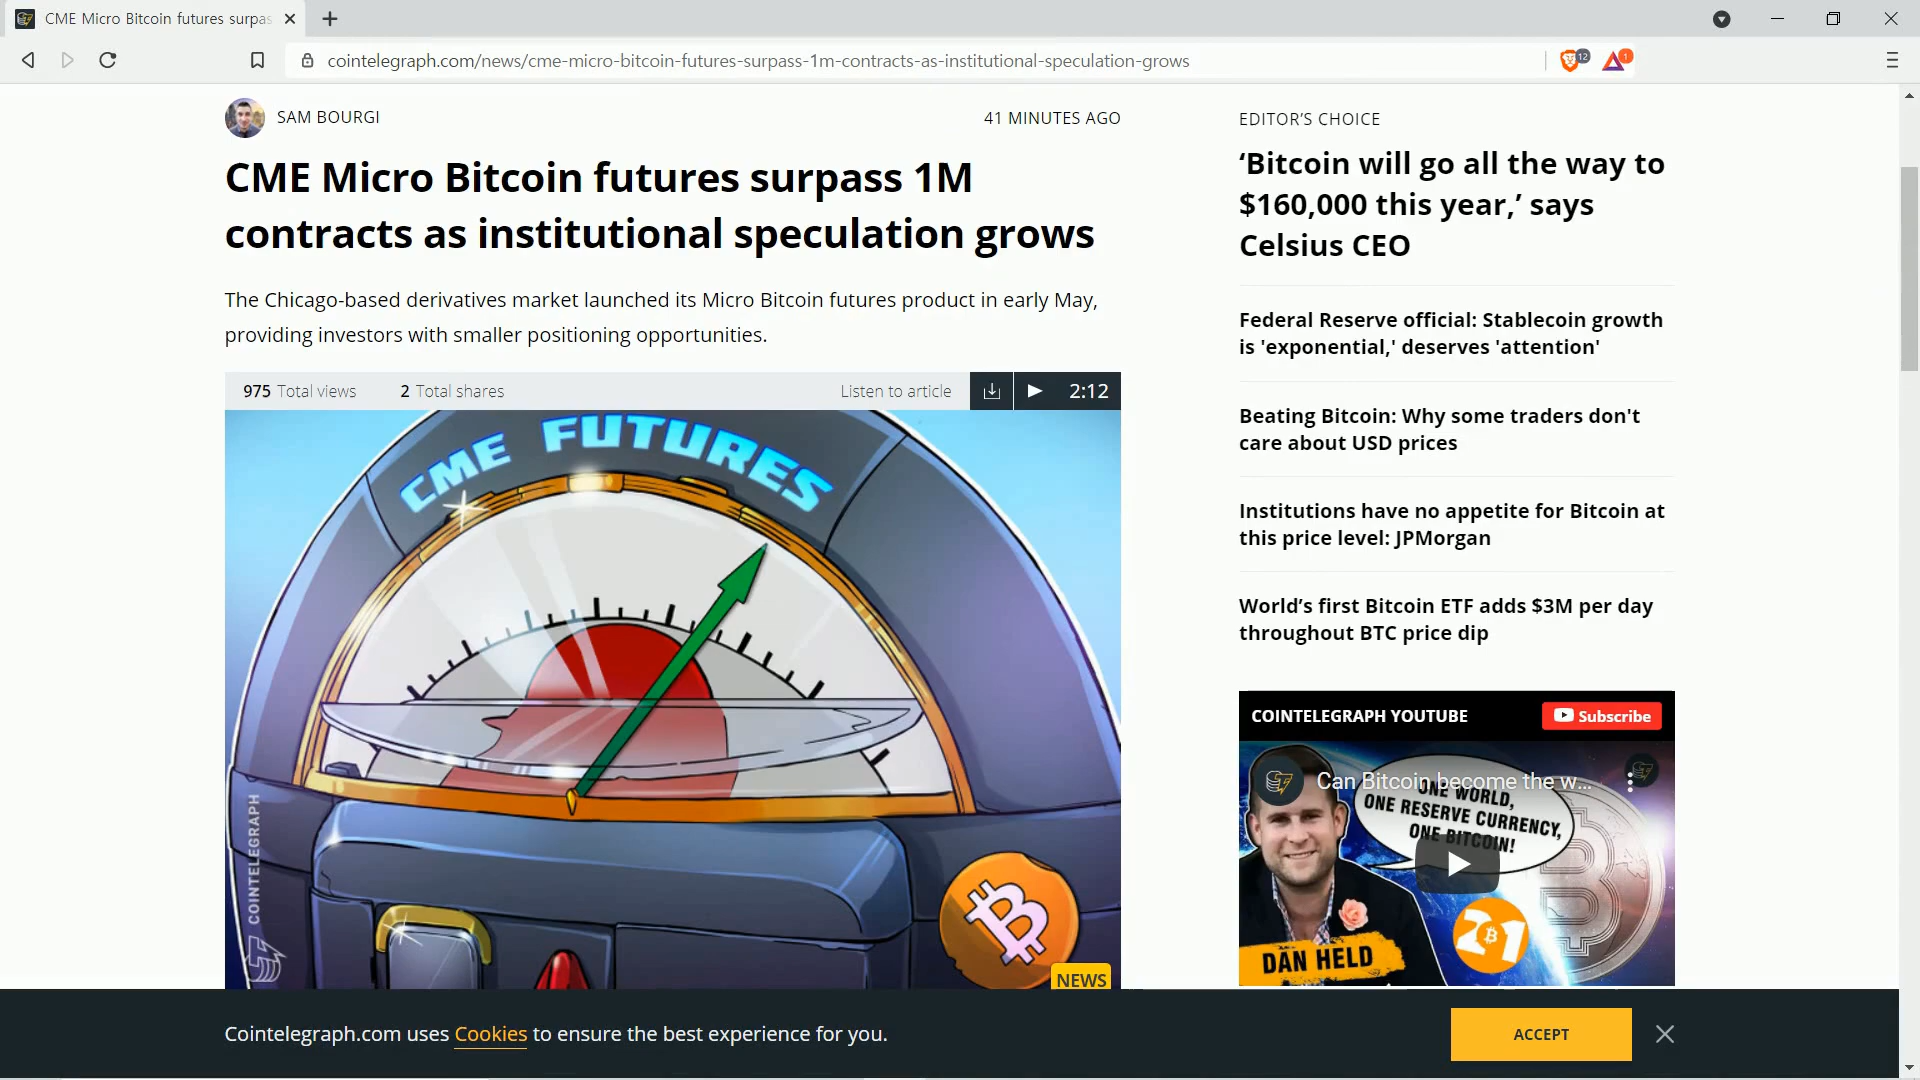 CME Micro Bitcoin futures surpas
cointelegraph.com/news/cme-micro-bitcoin-futures-surpass-1m-contracts-as-institutional-speculation-grows
12
1
SAM BOURGI
41 MINUTES AGO
CME Micro Bitcoin futures surpass 1M
contracts as institutional speculation grows
The Chicago-based derivatives market launched its Micro Bitcoin futures product in early May,
providing investors with smaller positioning opportunities.
975 Total views
2 Total shares
Listen to article
2:12
CME FUTURES
COINTELEGRAPH
NEWS
EDITOR'S CHOICE
‘Bitcoin will go all the way to
$160,000 this year,’ says
Celsius CEO
Federal Reserve official: Stablecoin growth
is 'exponential,' deserves 'attention'
Beating Bitcoin: Why some traders don't
care about USD prices
Institutions have no appetite for Bitcoin at
this price level: JPMorgan
World’s first Bitcoin ETF adds $3M per day
throughout BTC price dip
COINTELEGRAPH YOUTUBE
Subscribe
Can Bitcoin become the w...
ONE WORLD,
ONE RESERVE CURRENCY,
ONE BITCOIN!
21
DAN HELD
Cointelegraph.com uses Cookies to ensure the best experience for you.
ACCEPT